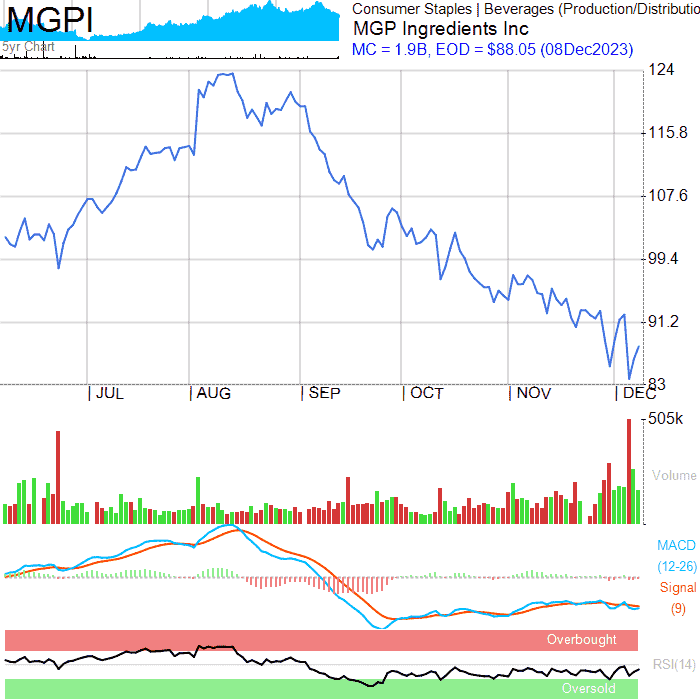 MGPI
5yr Chart
Consumer Staples | Beverages (Production/Distributio
MGP Ingredients Inc
MC = 1.9B, EOD = $88.05 (08Dec2023)
124
115.8
107.6
99.4
91.2
83
JUL AUG SEP OCT NOV DEC
505k
Volume
MACD
(12-26)
Signal
(9)
Overbought
RSI(14)
Oversold